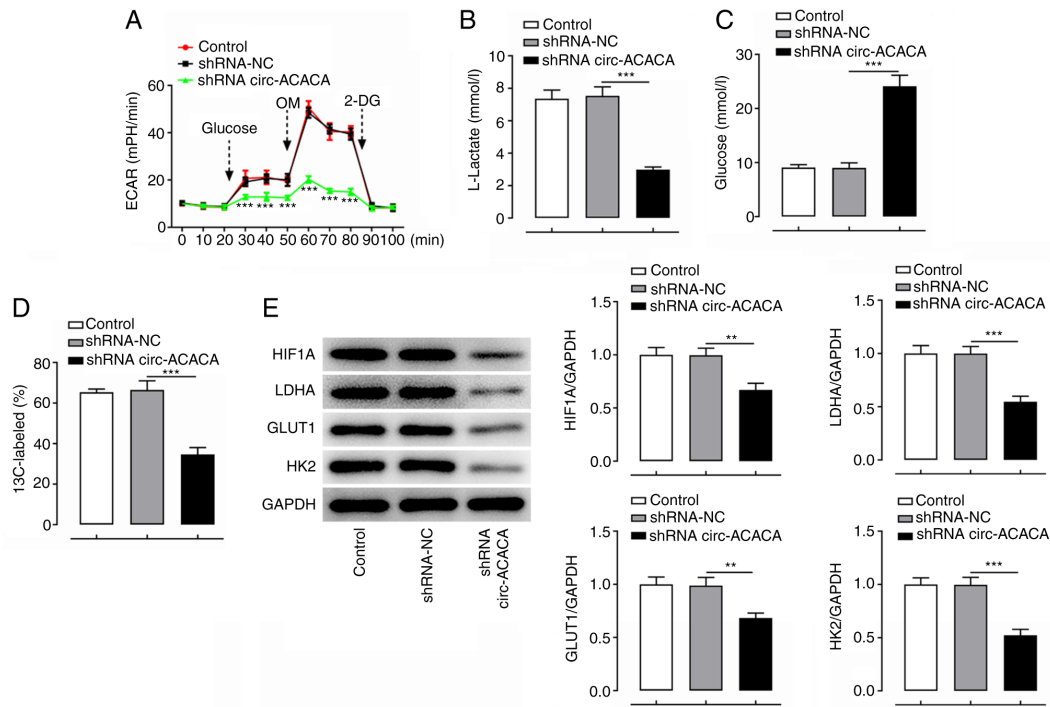 A
Control
shRNA-NC
shRNA circ-ACACA
ECAR (mPH/min)
60
40
20
0
Glucose
OM
2-DG
*** *** *** *** *** ***
0 10 20 30 40 50 60 70 80 90 100 (min)
B
Control
shRNA-NC
shRNA circ-ACACA
L-Lactate (mmol/l)
8
6
4
2
0
***
C
Control
shRNA-NC
shRNA circ-ACACA
Glucose (mmol/l)
30
20
10
0
***
D
Control
shRNA-NC
shRNA circ-ACACA
13C-labeled (%)
80
60
40
20
0
***
E
HIF1A
LDHA
GLUT1
HK2
GAPDH
Control
shRNA-NC
shRNA
circ-ACACA
Control
shRNA-NC
shRNA circ-ACACA
HIF1A/GAPDH
1.5
1.0
0.5
0.0
**
Control
shRNA-NC
shRNA circ-ACACA
LDHA/GAPDH
1.5
1.0
0.5
0.0
***
Control
shRNA-NC
shRNA circ-ACACA
GLUT1/GAPDH
1.5
1.0
0.5
0.0
**
Control
shRNA-NC
shRNA circ-ACACA
HK2/GAPDH
1.5
1.0
0.5
0.0
***